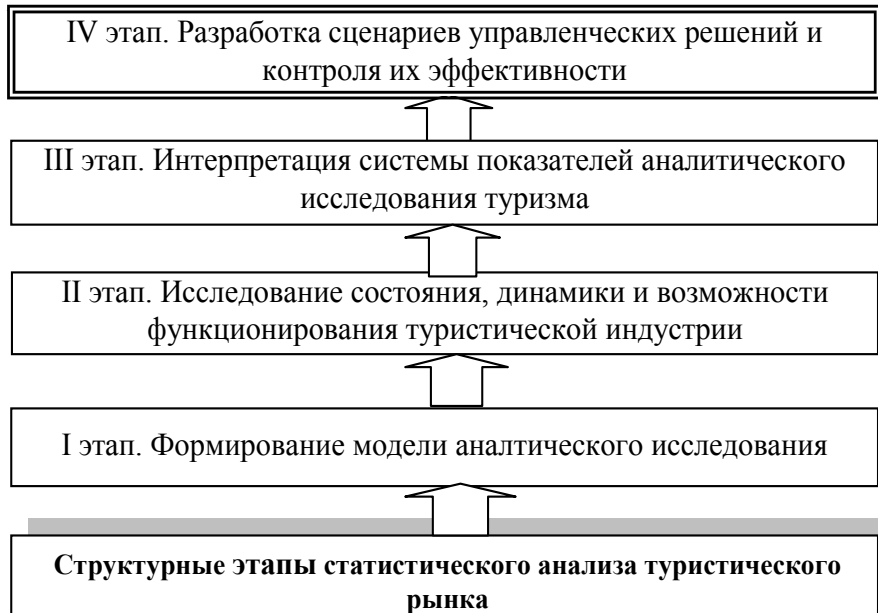 IV этап. Разработка сценариев управленческих решений и
контроля их эффективности
III этап. Интерпретация системы показателей аналитического
исследования туризма
II этап. Исследование состояния, динамики и возможности
функционирования туристической индустрии
I этап. Формирование модели аналтического исследования
Структурные этапы статистического анализа туристического
рынка